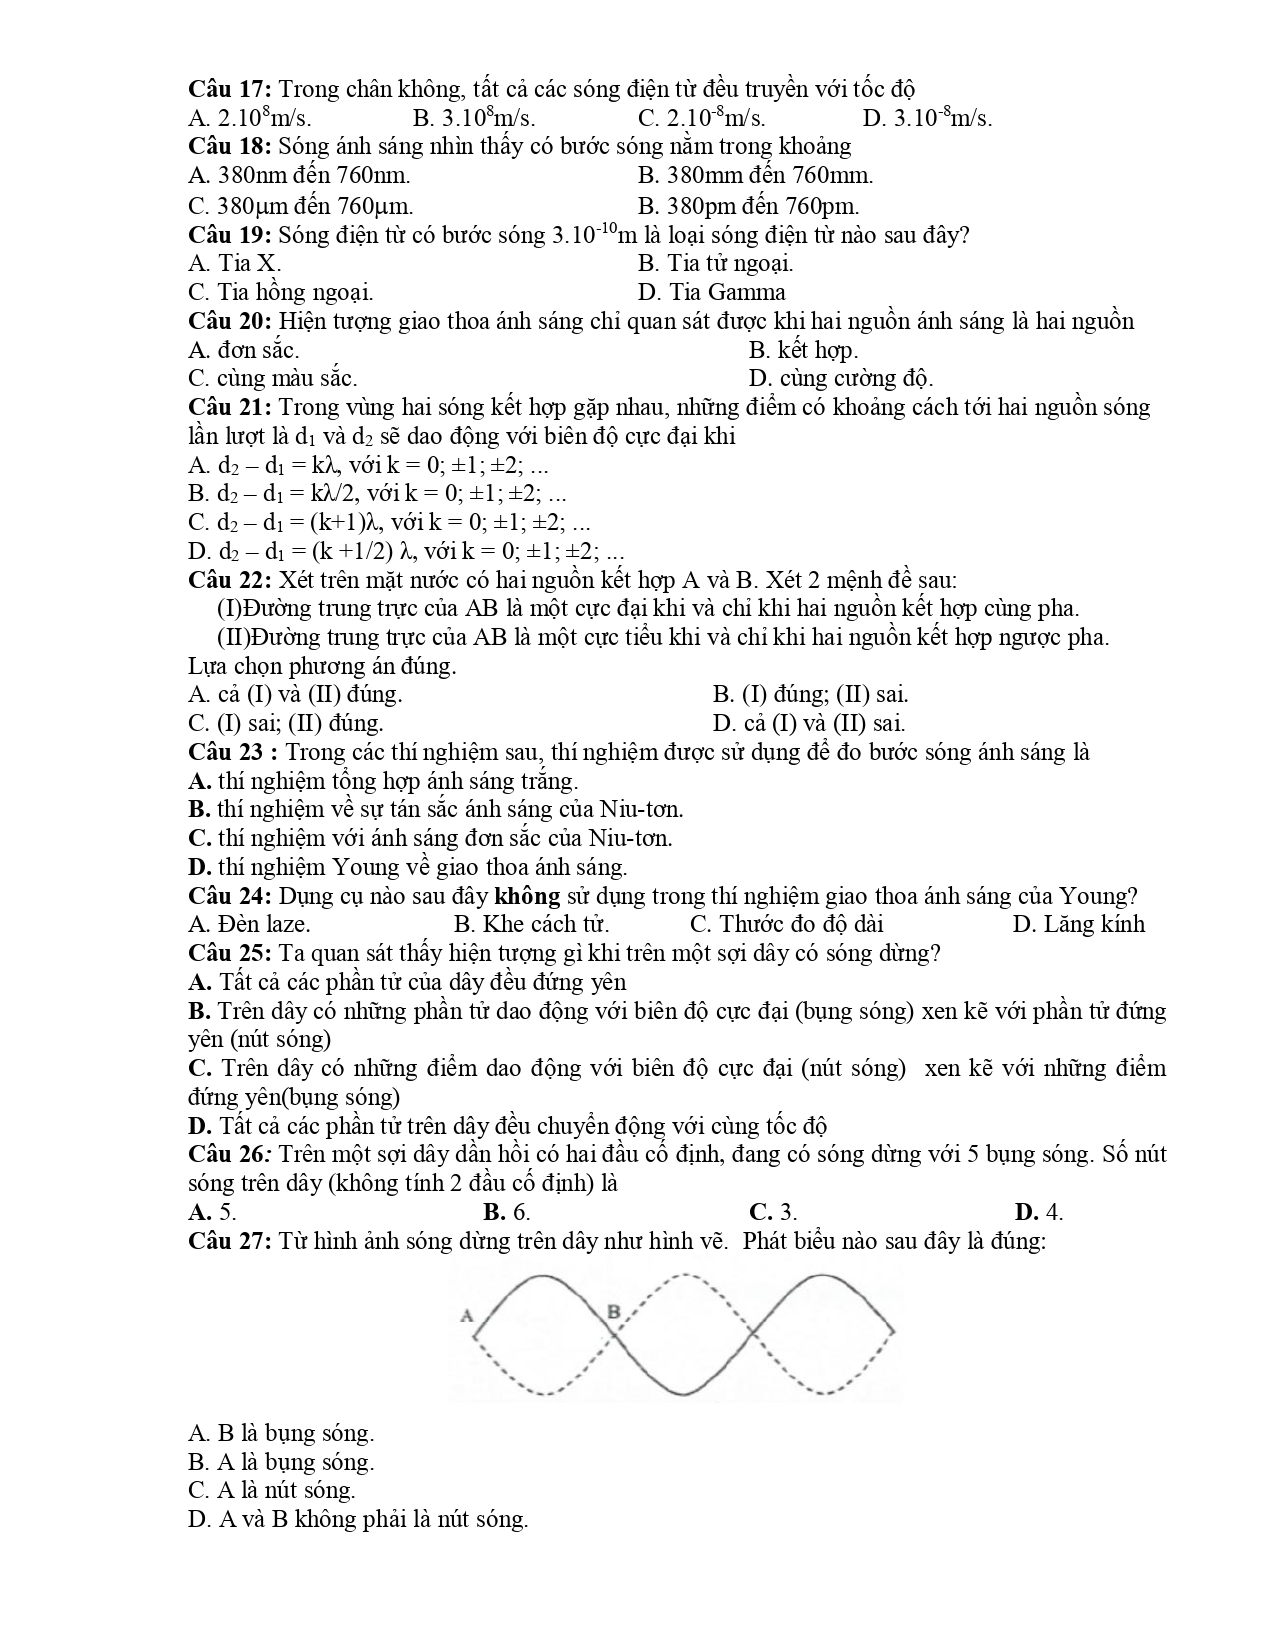 Câu 17: Trong chân không, tất cả các sóng điện từ đều truyền với tốc độ
A. 2.10⁸m/s. B. 3.10⁸m/s. C. 2.10⁻⁸m/s. D. 3.10⁻⁸m/s.
Câu 18: Sóng ánh sáng nhìn thấy có bước sóng nằm trong khoảng
A. 380nm đến 760nm. B. 380mm đến 760mm.
C. 380μm đến 760μm. B. 380pm đến 760pm.
Câu 19: Sóng điện từ có bước sóng 3.10⁻¹⁰m là loại sóng điện từ nào sau đây?
A. Tia X. B. Tia tử ngoại.
C. Tia hồng ngoại. D. Tia Gamma
Câu 20: Hiện tượng giao thoa ánh sáng chỉ quan sát được khi hai nguồn ánh sáng là hai nguồn
A. đơn sắc. B. kết hợp.
C. cùng màu sắc. D. cùng cường độ.
Câu 21: Trong vùng hai sóng kết hợp gặp nhau, những điểm có khoảng cách tới hai nguồn sóng
lần lượt là d₁ và d₂ sẽ dao động với biên độ cực đại khi
A. d₂ – d₁ = kλ, với k = 0; ±1; ±2; ...
B. d₂ – d₁ = kλ/2, với k = 0; ±1; ±2; ...
C. d₂ – d₁ = (k+1)λ, với k = 0; ±1; ±2; ...
D. d₂ – d₁ = (k +1/2) λ, với k = 0; ±1; ±2; ...
Câu 22: Xét trên mặt nước có hai nguồn kết hợp A và B. Xét 2 mệnh đề sau:
(I)Đường trung trực của AB là một cực đại khi và chỉ khi hai nguồn kết hợp cùng pha.
(II)Đường trung trực của AB là một cực tiểu khi và chỉ khi hai nguồn kết hợp ngược pha.
Lựa chọn phương án đúng.
A. cả (I) và (II) đúng. B. (I) đúng; (II) sai.
C. (I) sai; (II) đúng. D. cả (I) và (II) sai.
Câu 23 : Trong các thí nghiệm sau, thí nghiệm được sử dụng để đo bước sóng ánh sáng là
A. thí nghiệm tổng hợp ánh sáng trắng.
B. thí nghiệm về sự tán sắc ánh sáng của Niu-tơn.
C. thí nghiệm với ánh sáng đơn sắc của Niu-tơn.
D. thí nghiệm Young về giao thoa ánh sáng.
Câu 24: Dụng cụ nào sau đây không sử dụng trong thí nghiệm giao thoa ánh sáng của Young?
A. Đèn laze. B. Khe cách tử. C. Thước đo độ dài D. Lăng kính
Câu 25: Ta quan sát thấy hiện tượng gì khi trên một sợi dây có sóng dừng?
A. Tất cả các phần tử của dây đều đứng yên
B. Trên dây có những phần tử dao động với biên độ cực đại (bụng sóng) xen kẽ với phần tử đứng
yên (nút sóng)
C. Trên dây có những điểm dao động với biên độ cực đại (nút sóng) xen kẽ với những điểm
đứng yên(bụng sóng)
D. Tất cả các phần tử trên dây đều chuyển động với cùng tốc độ
Câu 26: Trên một sợi dây dần hồi có hai đầu cố định, đang có sóng dừng với 5 bụng sóng. Số nút
sóng trên dây (không tính 2 đầu cố định) là
A. 5. B. 6. C. 3. D. 4.
Câu 27: Từ hình ảnh sóng dừng trên dây như hình vẽ. Phát biểu nào sau đây là đúng:
A B
A. B là bụng sóng.
B. A là bụng sóng.
C. A là nút sóng.
D. A và B không phải là nút sóng.